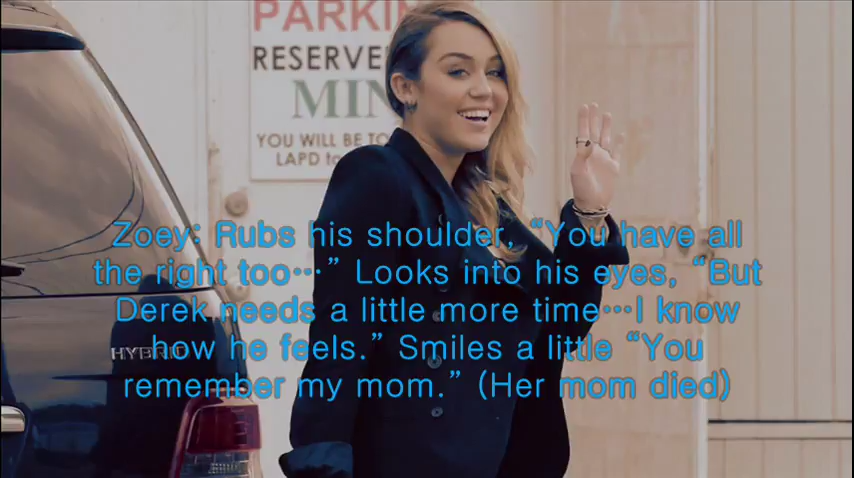 PARKIN
RESERVE
MIN
YOU WILL BE TO
LAPD to
Zoey: Rubs his shoulder, “You have all
the right too…” Looks into his eyes, “But
Derek needs a little more time…I know
how he feels.” Smiles a little “You
remember my mom.” (Her mom died)
HYBRID